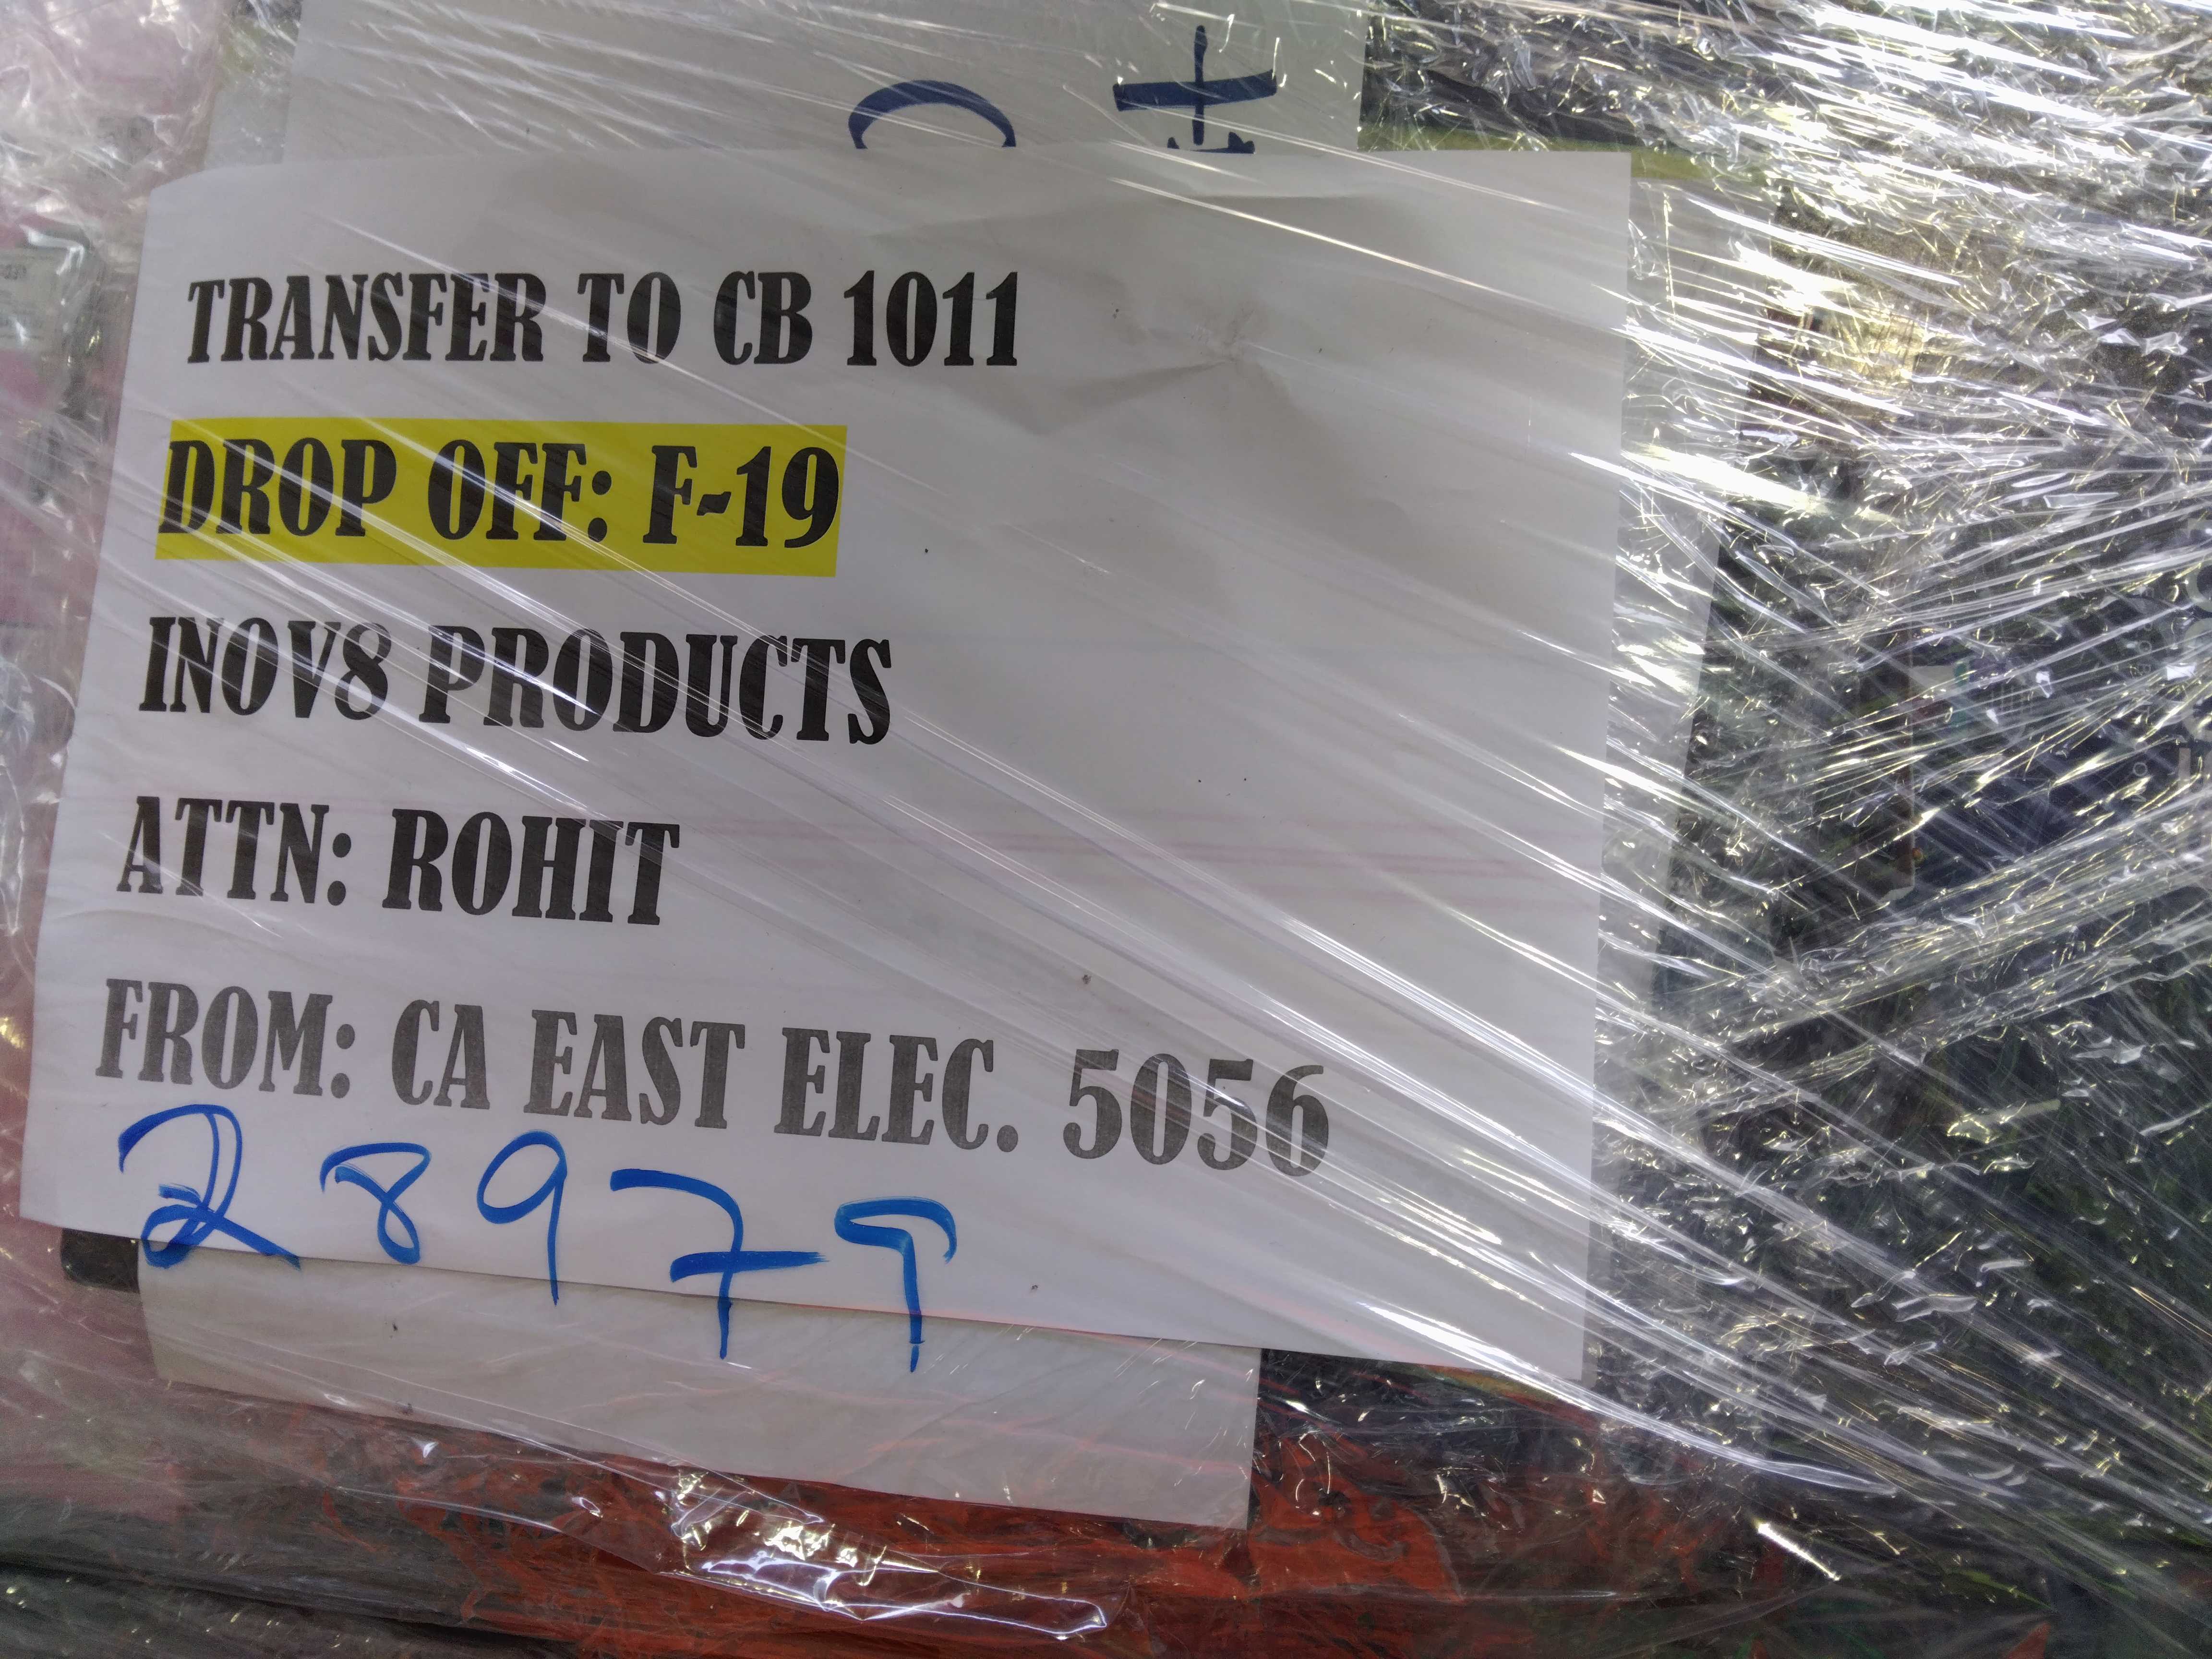 TRANSFER TO CB 1011
DROP OFF: F-19
INOV8 PRODUCTS
ATTN: ROHIT
FROM: CA EAST ELEC. 5056
28979